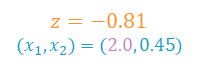 z = −0.81
(x₁,x₂) = (2.0,0.45)